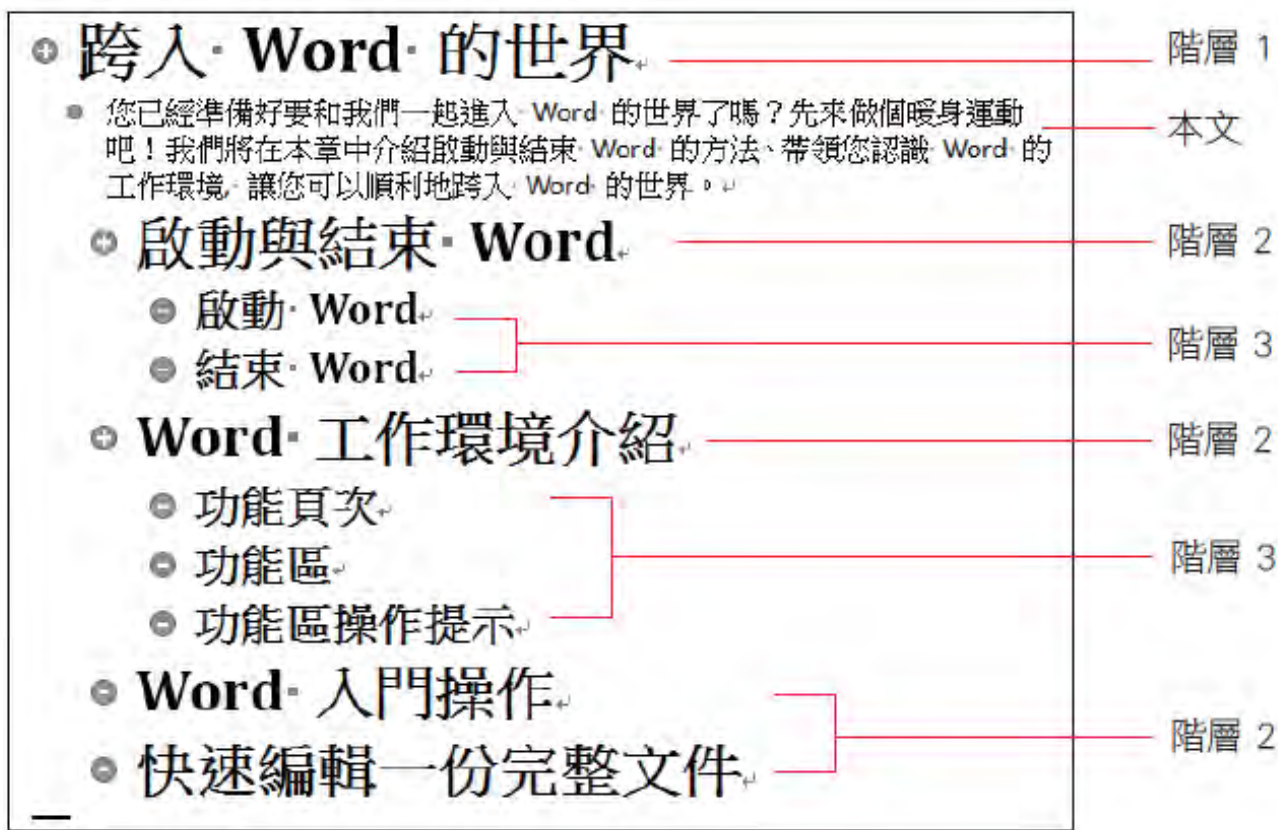 跨入 Word 的世界
階層 1
您已經準備好要和我們一起進入 Word 的世界了嗎？先來做個暖身運動
吧！我們將在本章中介紹啟動與結束 Word 的方法、帶領您認識 Word 的
工作環境, 讓您可以順利地跨入 Word 的世界。
本文
啟動與結束 Word
階層 2
啟動 Word
結束 Word
階層 3
Word 工作環境介紹
階層 2
功能頁次
功能區
功能區操作提示
階層 3
Word 入門操作
快速編輯一份完整文件
階層 2